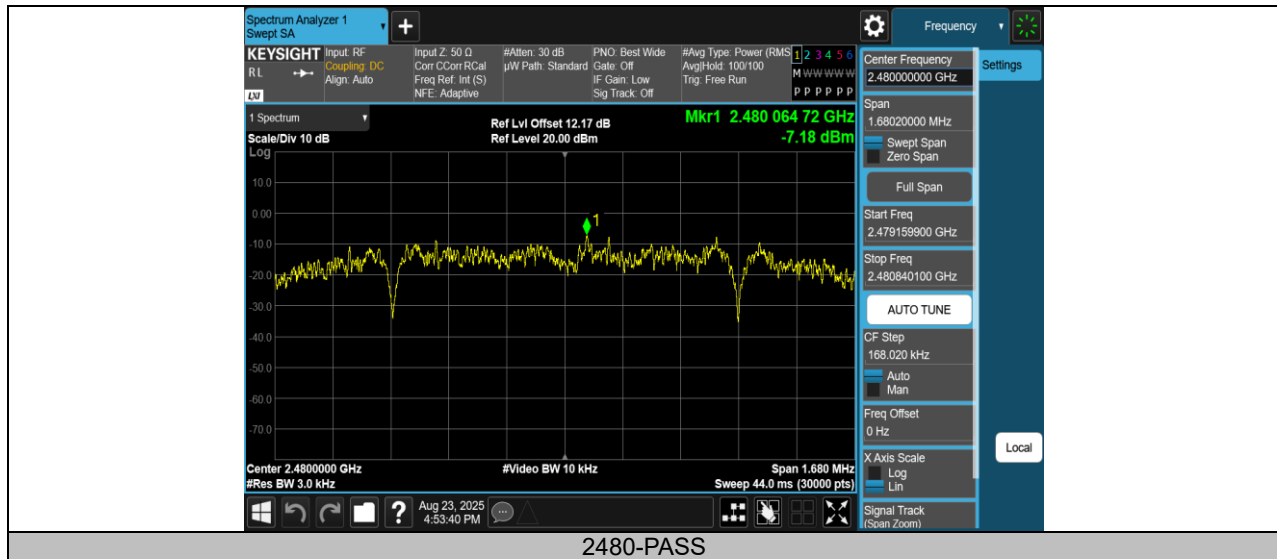 Spectrum Analyzer 1
Swept SA
+
Frequency
KEYSIGHT
RL
LXI
Input: RF
Coupling: DC
Align: Auto
Input Z: 50 Ω
Corr CCorr RCal
Freq Ref: Int (S)
NFE: Adaptive
#Atten: 30 dB
µW Path: Standard
PNO: Best Wide
Gate: Off
IF Gain: Low
Sig Track: Off
#Avg Type: Power (RMS
Avg|Hold: 100/100
Trig: Free Run
1 2 3 4 5 6
M W W W W W
P P P P P P
Center Frequency
2.480000000 GHz
Settings
1 Spectrum
Scale/Div 10 dB
Ref Lvl Offset 12.17 dB
Ref Level 20.00 dBm
Mkr1 2.480 064 72 GHz
-7.18 dBm
Span
1.68020000 MHz
Swept Span
Zero Span
Full Span
Start Freq
2.479159900 GHz
Stop Freq
2.480840100 GHz
AUTO TUNE
CF Step
168.020 kHz
Auto
Man
Freq Offset
0 Hz
X Axis Scale
Log
Lin
Signal Track
(Span Zoom)
Local
Log
10.0
0.00
-10.0
-20.0
-30.0
-40.0
-50.0
-60.0
-70.0
1
Center 2.4800000 GHz
#Res BW 3.0 kHz
#Video BW 10 kHz
Span 1.680 MHz
Sweep 44.0 ms (30000 pts)
?
Aug 23, 2025
4:53:40 PM
2480-PASS